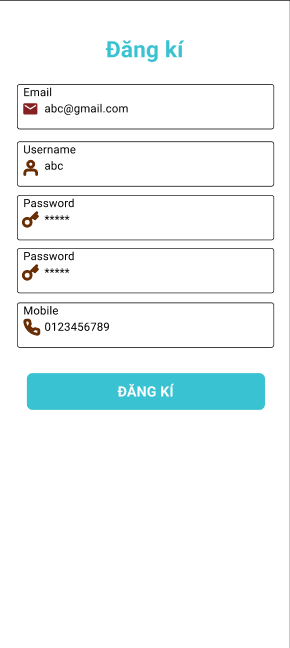 Đăng kí
Email
abc@gmail.com
Username
abc
Password
*****
Password
*****
Mobile
0123456789
ĐĂNG KÍ